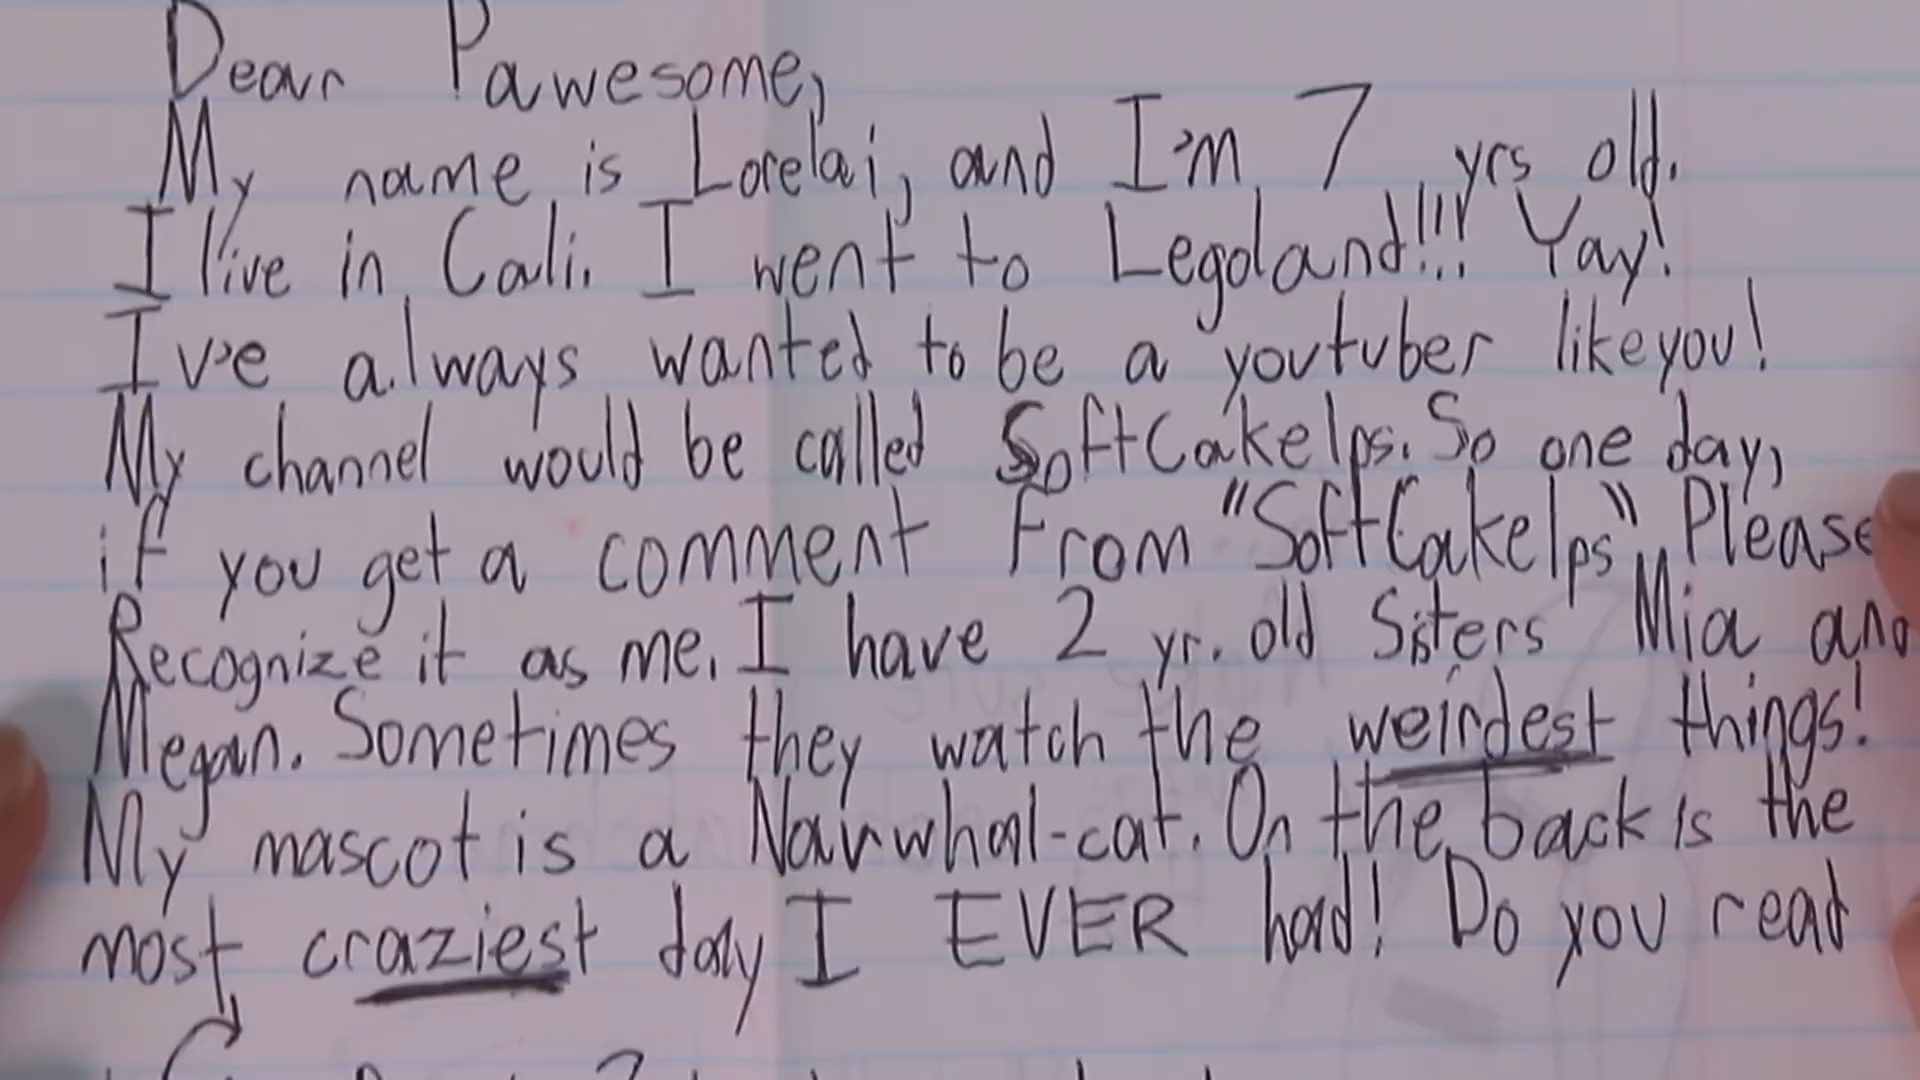 Dear Pawesome,
My name is Lorelai, and I'm 7 yrs old.
I live in Cali. I went to Legoland!!! Yay!
I've always wanted to be a youtuber like you!
My channel would be called SoftCakelps. So one day,
if you get a comment From "SoftCakelps" Please
Recognize it as me. I have 2 yr. old Sisters Mia and
Megan. Sometimes they watch the weirdest things!
My mascot is a Narwhal-cat. On the back is the
most craziest day I EVER had! Do you read